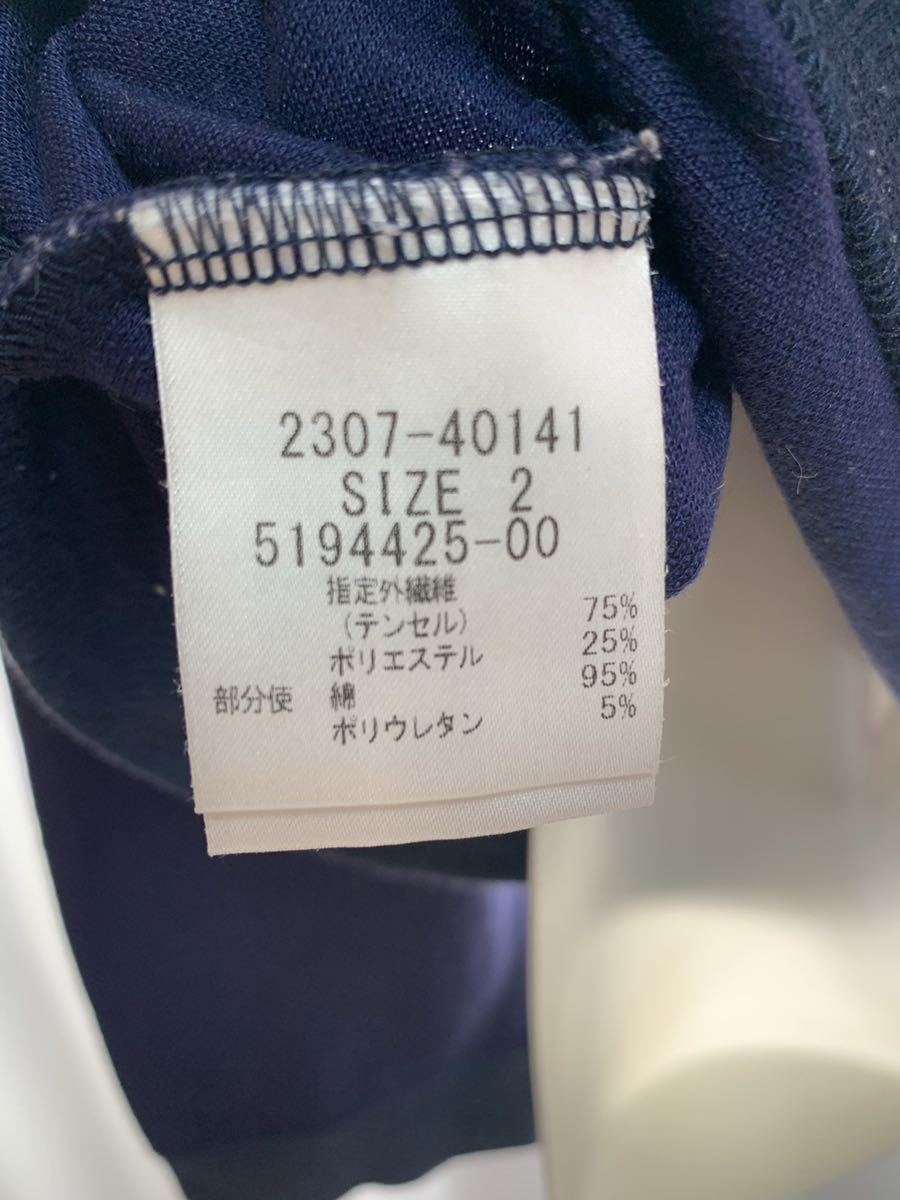 2307-40141
SIZE 2
5194425-00
指定外繊維
(テンセル) 75%
ポリエステル 25%
部分使 綿 95%
ポリウレタン 5%